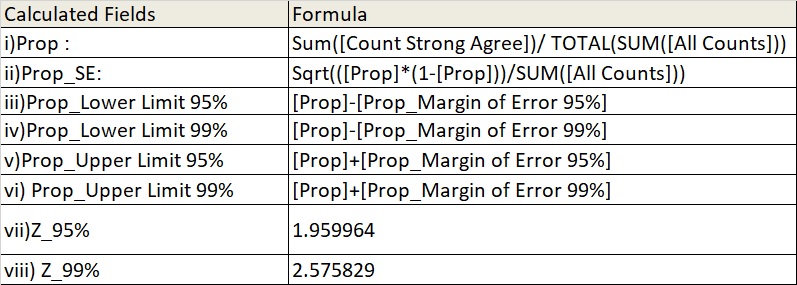 Calculated Fields Formula
i)Prop : Sum([Count Strong Agree])/ TOTAL(SUM([All Counts]))
ii)Prop_SE: Sqrt(([Prop]*(1-[Prop]))/SUM([All Counts]))
iii)Prop_Lower Limit 95% [Prop]-[Prop_Margin of Error 95%]
iv)Prop_Lower Limit 99% [Prop]-[Prop_Margin of Error 99%]
v)Prop_Upper Limit 95% [Prop]+[Prop_Margin of Error 95%]
vi) Prop_Upper Limit 99% [Prop]+[Prop_Margin of Error 99%]
vii)Z_95% 1.959964
viii) Z_99% 2.575829